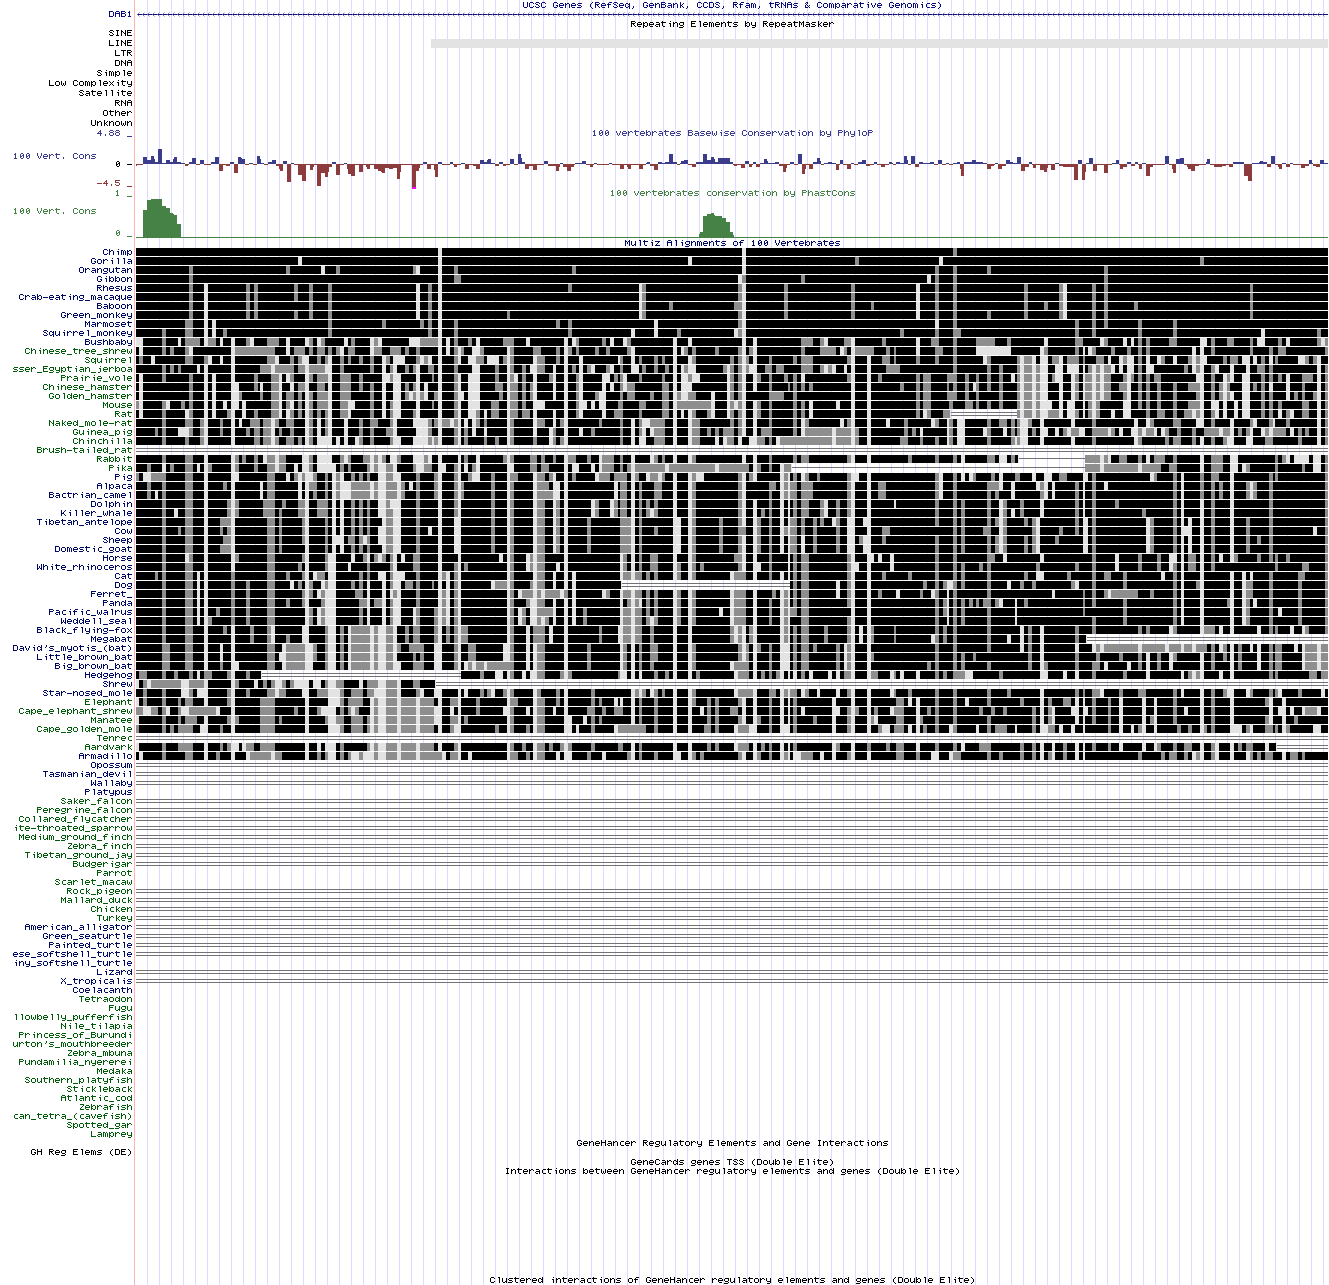 UCSC Genes (RefSeq, GenBank, CCDS, Rfam, tRNAs & Comparative Genomics)
DAB1
Repeating Elements by RepeatMasker
SINE
LINE
LTR
DNA
Simple
Low Complexity
Satellite
RNA
Other
Unknown
4.88 _
100 vertebrates Basewise Conservation by PhyloP
100 Vert. Cons
0 _
-4.5 _
100 vertebrates conservation by PhastCons
1 _
100 Vert. Cons
0 _
Multiz Alignments of 100 Vertebrates
Chimp
Gorilla
Orangutan
Gibbon
Rhesus
Crab-eating_macaque
Baboon
Green_monkey
Marmoset
Squirrel_monkey
Bushbaby
Chinese_tree_shrew
Squirrel
sser_Egyptian_jerboa
Prairie_vole
Chinese_hamster
Golden_hamster
Mouse
Rat
Naked_mole-rat
Guinea_pig
Chinchilla
Brush-tailed_rat
Rabbit
Pika
Pig
Alpaca
Bactrian_camel
Dolphin
Killer_whale
Tibetan_antelope
Cow
Sheep
Domestic_goat
Horse
White_rhinoceros
Cat
Dog
Ferret_
Panda
Pacific_walrus
Weddell_seal
Black_flying-fox
Megabat
David's_myotis_(bat)
Little_brown_bat
Big_brown_bat
Hedgehog
Shrew
Star-nosed_mole
Elephant
Cape_elephant_shrew
Manatee
Cape_golden_mole
Tenrec
Aardvark
Armadillo
Opossum
Tasmanian_devil
Wallaby
Platypus
Saker_falcon
Peregrine_falcon
Collared_flycatcher
ite-throated_sparrow
Medium_ground_finch
Zebra_finch
Tibetan_ground_jay
Budgerigar
Parrot
Scarlet_macaw
Rock_pigeon
Mallard_duck
Chicken
Turkey
American_alligator
Green_seaturtle
Painted_turtle
ese_softshell_turtle
iny_softshell_turtle
Lizard
X_tropicalis
Coelacanth
Tetraodon
Fugu
llowbelly_pufferfish
Nile_tilapia
Princess_of_Burundi
urton's_mouthbreeder
Zebra_mbuna
Pundamilia_nyererei
Medaka
Southern_platyfish
Stickleback
Atlantic_cod
Zebrafish
can_tetra_(cavefish)
Spotted_gar
Lamprey
GeneHancer Regulatory Elements and Gene Interactions
GH Reg Elems (DE)
GeneCards genes TSS (Double Elite)
Interactions between GeneHancer regulatory elements and genes (Double Elite)
Clustered interactions of GeneHancer regulatory elements and genes (Double Elite)